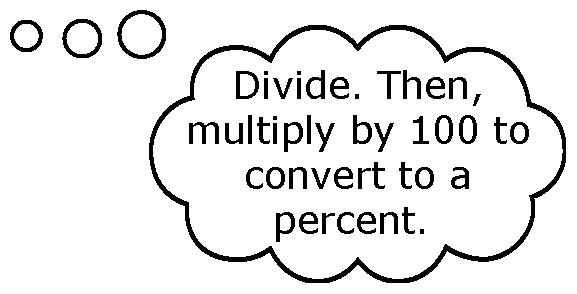 Divide. Then,
multiply by 100 to
convert to a
percent.